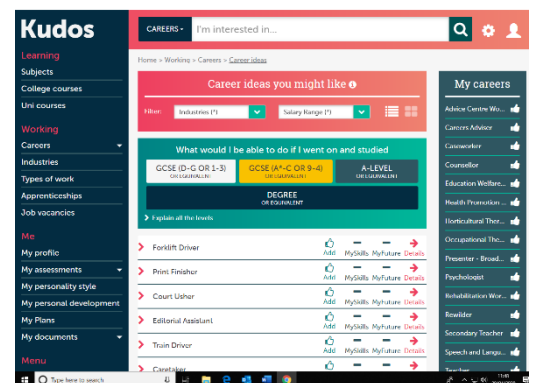 Kudos
Learning
Subjects
College courses
Uni courses
Working
Careers
Industries
Types of work
Apprenticeships
Job vacancies
Me
My profile
My assessments
My personality style
My personal development
My Plans
My documents
Menu
CAREERS
I'm interested in...
Home > Working > Careers > Career ideas
Career ideas you might like
Filter: Industries (*) Salary Range (*)
What would I be able to do if I went on and studied
GCSE (D-G OR 1-3)
OR EQUIVALENT
GCSE (A*-C OR 9-4)
OR EQUIVALENT
A-LEVEL
OR EQUIVALENT
DEGREE
OR EQUIVALENT
Explain all the levels
Forklift Driver
Add MySkills MyFuture Details
Print Finisher
Add MySkills MyFuture Details
Court Usher
Add MySkills MyFuture Details
Editorial Assistant
Add MySkills MyFuture Details
Train Driver
Add MySkills MyFuture Details
Caretaker
My careers
Advice Centre Wo...
Careers Adviser
Caseworker
Counsellor
Education Welfare...
Health Promotion ...
Horticultural Ther...
Occupational The...
Presenter - Broad...
Psychologist
Rehabilitation Wor...
Rewilder
Secondary Teacher
Speech and Langu...
Teacher
Type here to search